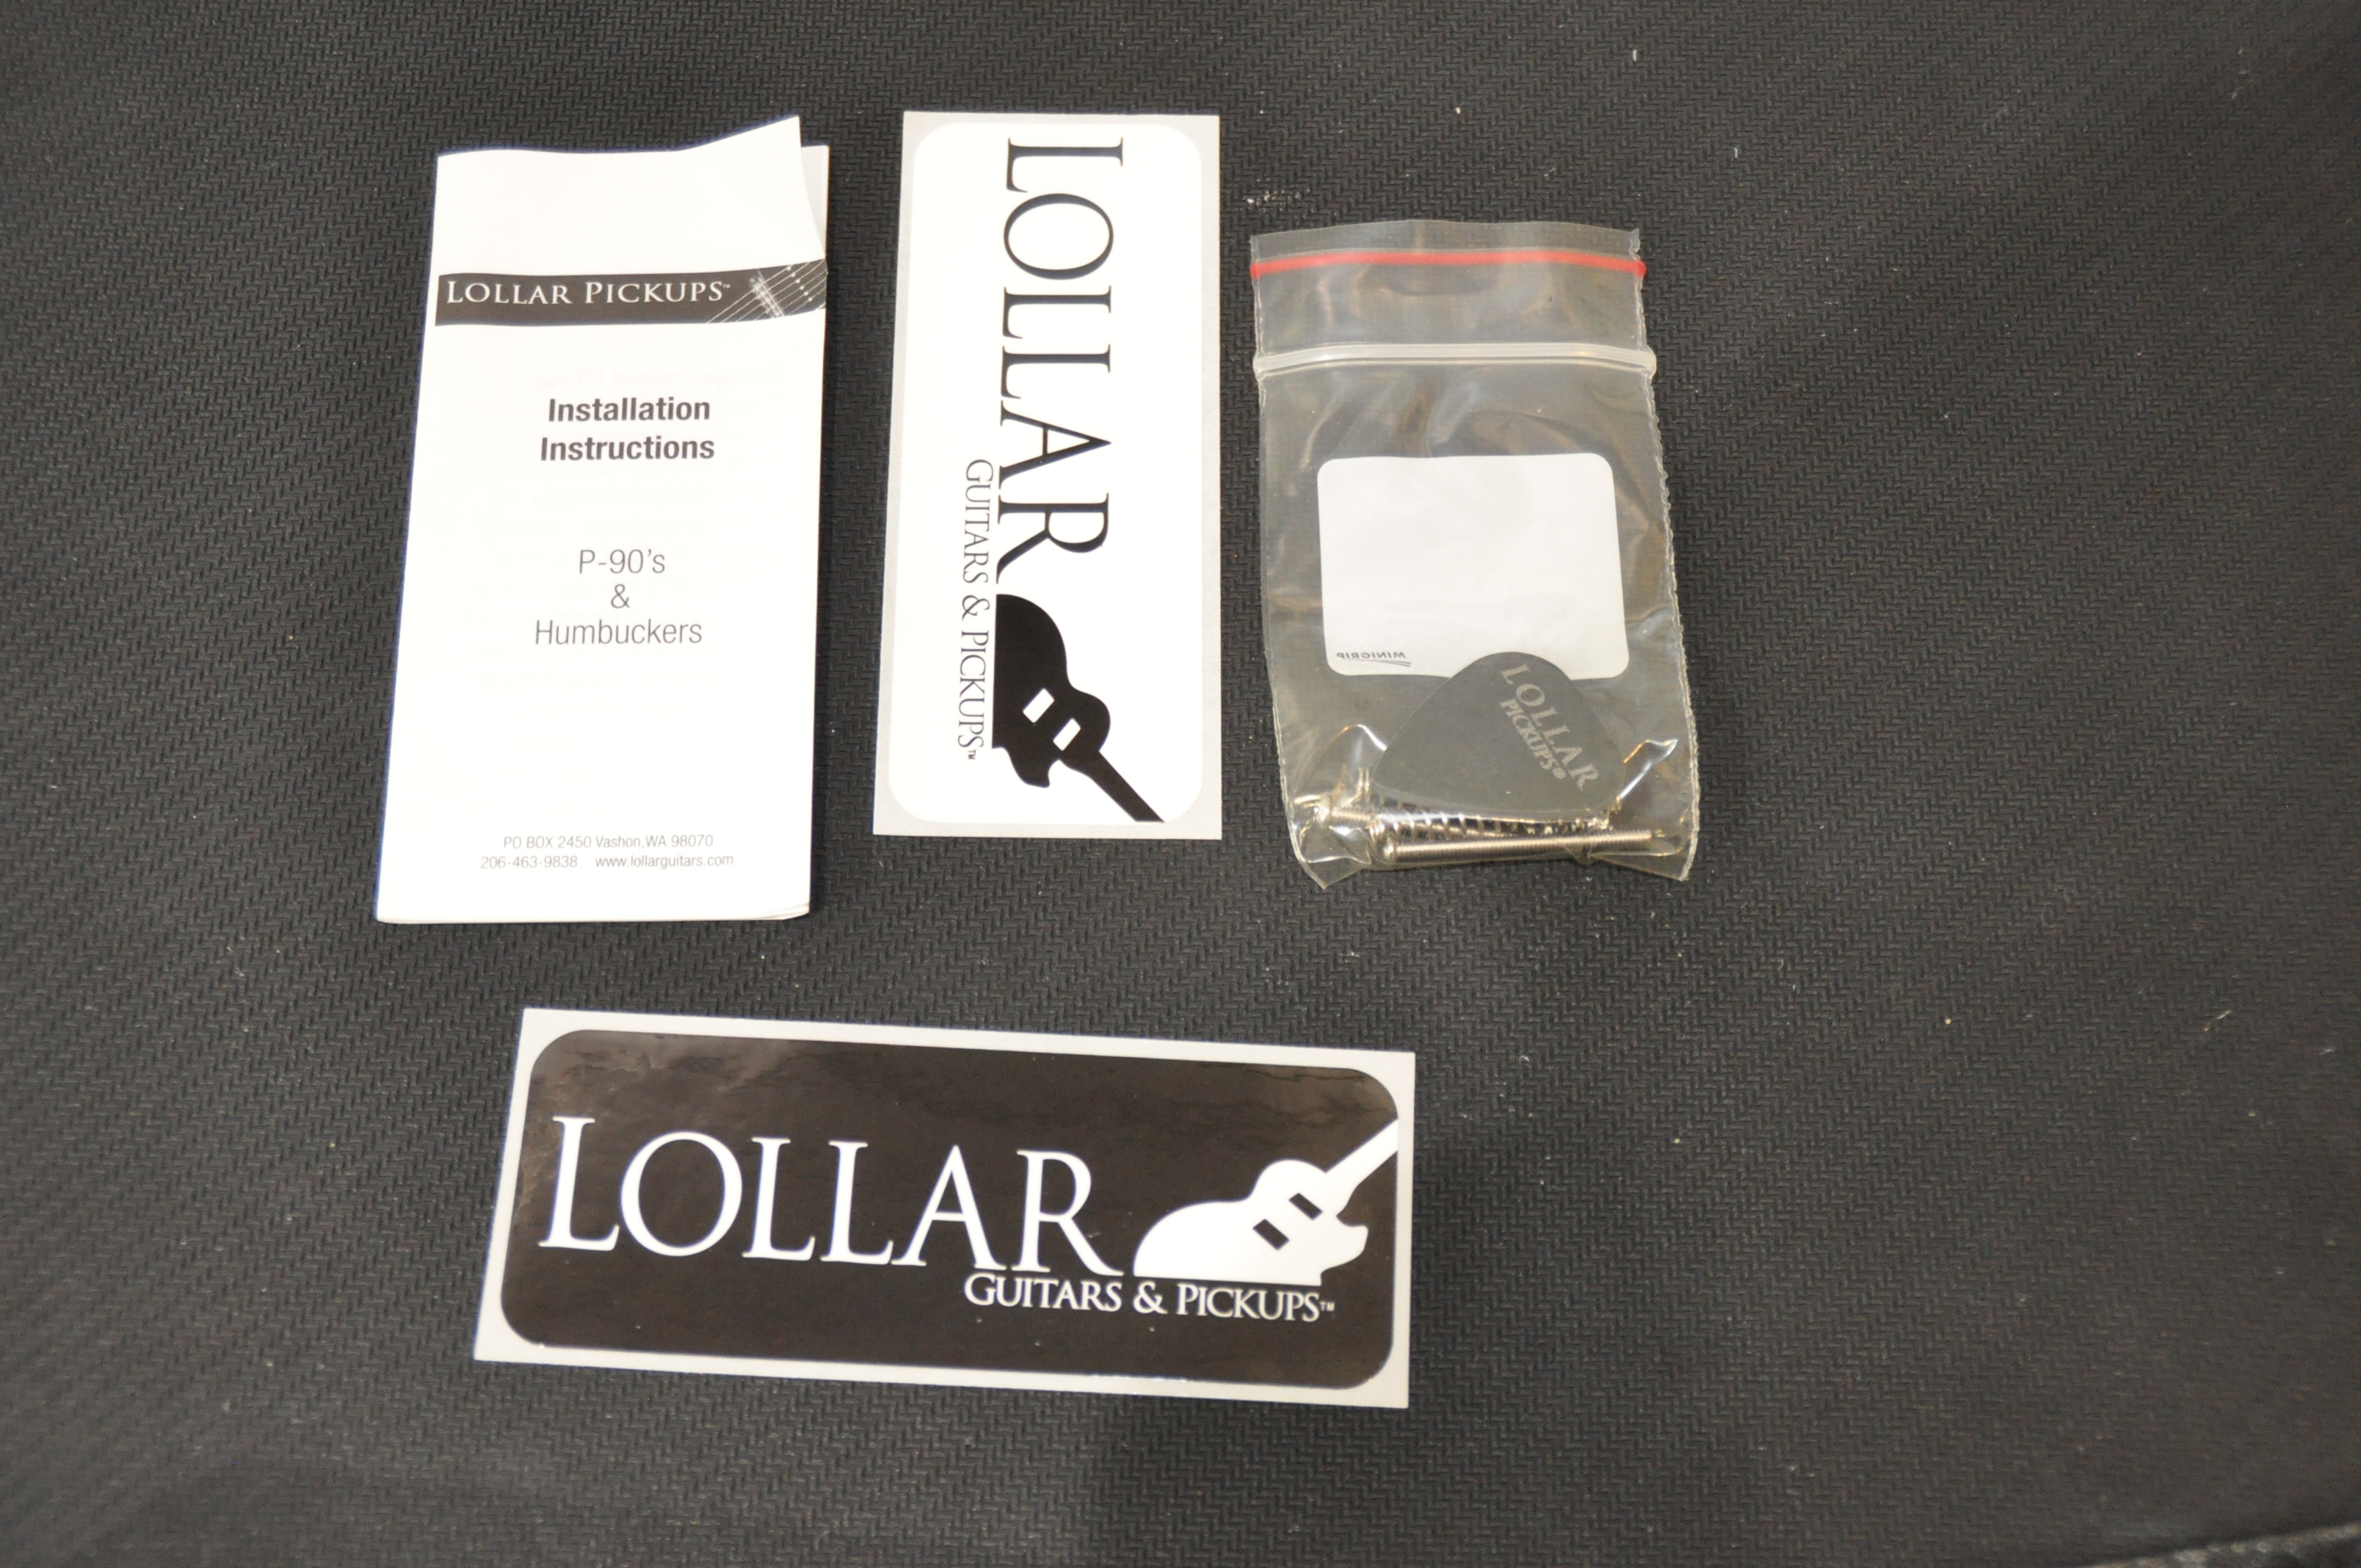 LOLLAR PICKUPS™
Installation
Instructions
P-90's
&
Humbuckers
PO BOX 2450 Vashon, WA 98070
206-463-9838 www.lollarguitars.com
LOLLAR
GUITARS & PICKUPS™
MINIGRIP
LOLLAR
PICKUPS®
LOLLAR
GUITARS & PICKUPS™